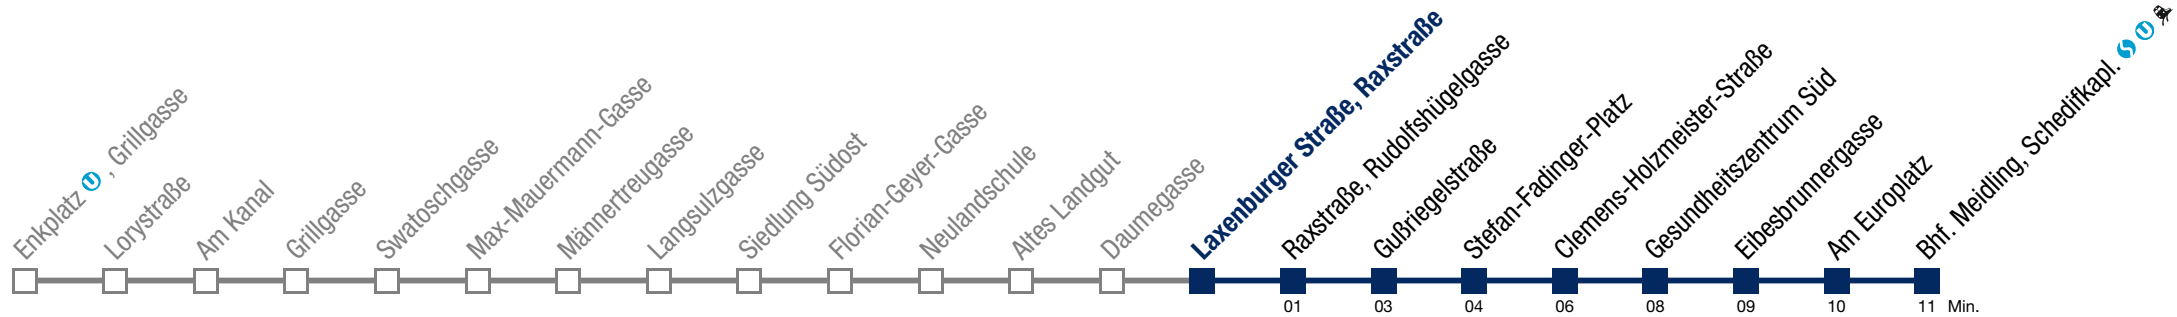 Enkplatz U, Grillgasse
Lorystraße
Am Kanal
Grillgasse
Swatoschgasse
Max-Mauermann-Gasse
Männertreugasse
Langsulzgasse
Siedlung Südost
Florian-Geyer-Gasse
Neulandschule
Altes Landgut
Daumegasse
Laxenburger Straße, Raxstraße
Raxstraße, Rudolfshügelgasse
Gußriegelstraße
Stefan-Fadinger-Platz
Clemens-Holzmeister-Straße
Gesundheitszentrum Süd
Eibesbrunnergasse
Am Europlatz
Bhf. Meidling, Schedifkapl. S U
01 03 04 06 08 09 10 11 Min.